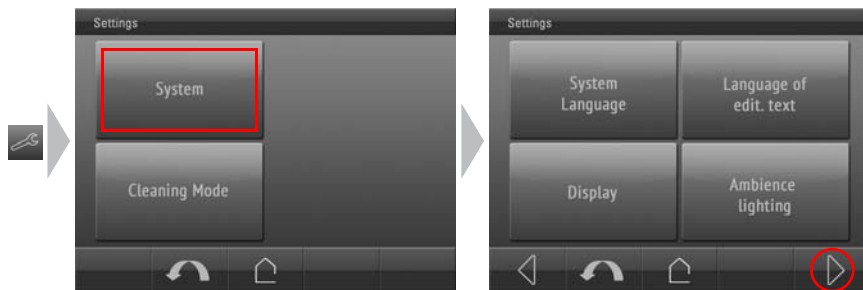 Settings
System
Cleaning Mode
Settings
System
Language
Language of
edit. text
Display
Ambience
lighting